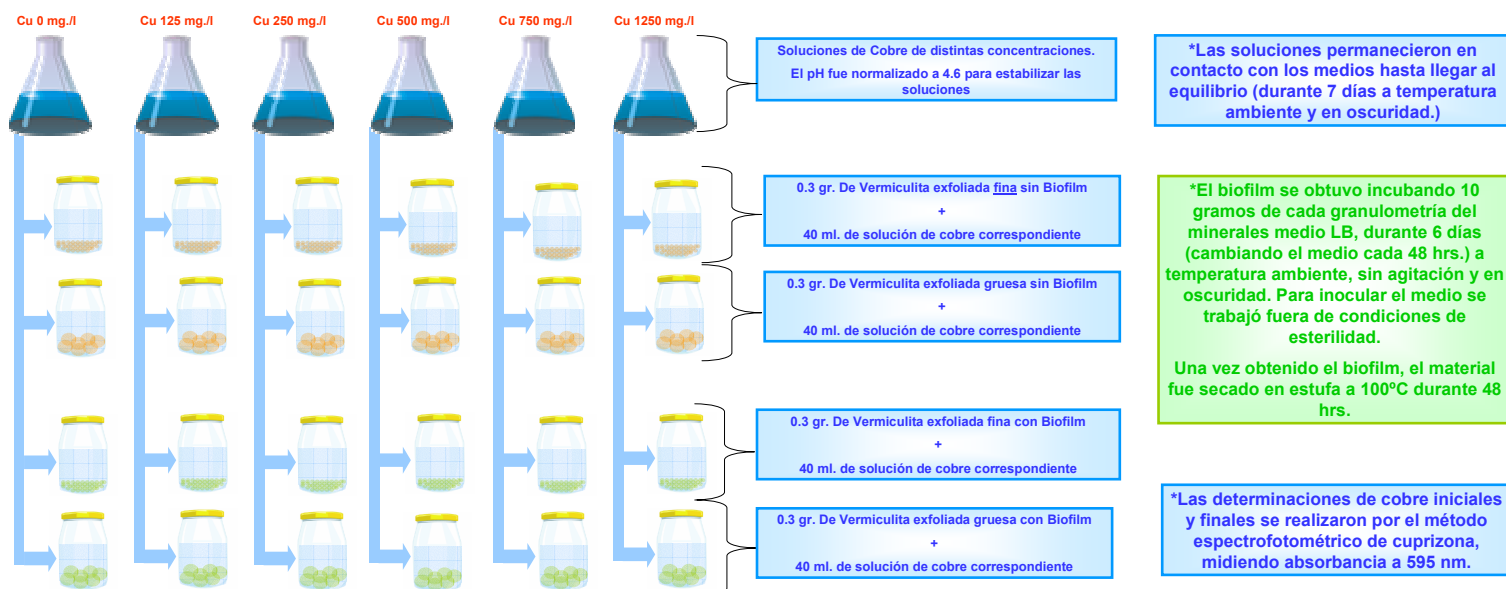 Cu 0 mg./l
Cu 125 mg./l
Cu 250 mg./l
Cu 500 mg./l
Cu 750 mg./l
Cu 1250 mg./l
Soluciones de Cobre de distintas concentraciones.
El pH fue normalizado a 4.6 para estabilizar las
soluciones
*Las soluciones permanecieron en
contacto con los medios hasta llegar al
equilibrio (durante 7 días a temperatura
ambiente y en oscuridad.)
0.3 gr. De Vermiculita exfoliada fina sin Biofilm
+
40 ml. de solución de cobre correspondiente
0.3 gr. De Vermiculita exfoliada gruesa sin Biofilm
+
40 ml. de solución de cobre correspondiente
*El biofilm se obtuvo incubando 10
gramos de cada granulometría del
minerales medio LB, durante 6 días
(cambiando el medio cada 48 hrs.) a
temperatura ambiente, sin agitación y en
oscuridad. Para inocular el medio se
trabajó fuera de condiciones de
esterilidad.
Una vez obtenido el biofilm, el material
fue secado en estufa a 100ºC durante 48
hrs.
0.3 gr. De Vermiculita exfoliada fina con Biofilm
+
40 ml. de solución de cobre correspondiente
0.3 gr. De Vermiculita exfoliada gruesa con Biofilm
+
40 ml. de solución de cobre correspondiente
*Las determinaciones de cobre iniciales
y finales se realizaron por el método
espectrofotométrico de cuprizona,
midiendo absorbancia a 595 nm.